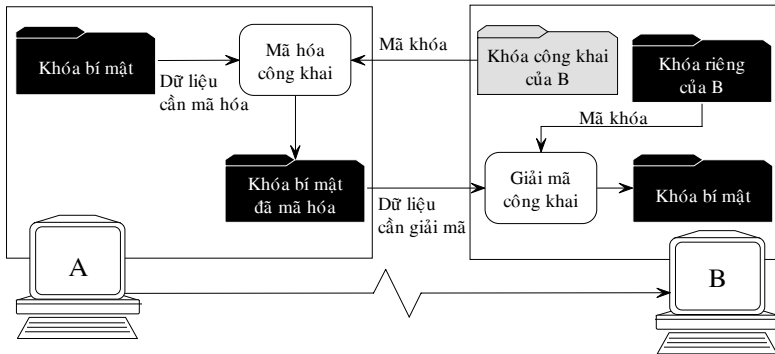 Khóa bí mật
Dữ liệu
cần mã hóa
Mã hóa
công khai
Mã khóa
Khóa công khai
của B
Khóa riêng
của B
Mã khóa
Khóa bí mật
đã mã hóa
Dữ liệu
cần giải mã
Giải mã
công khai
Khóa bí mật
A
B